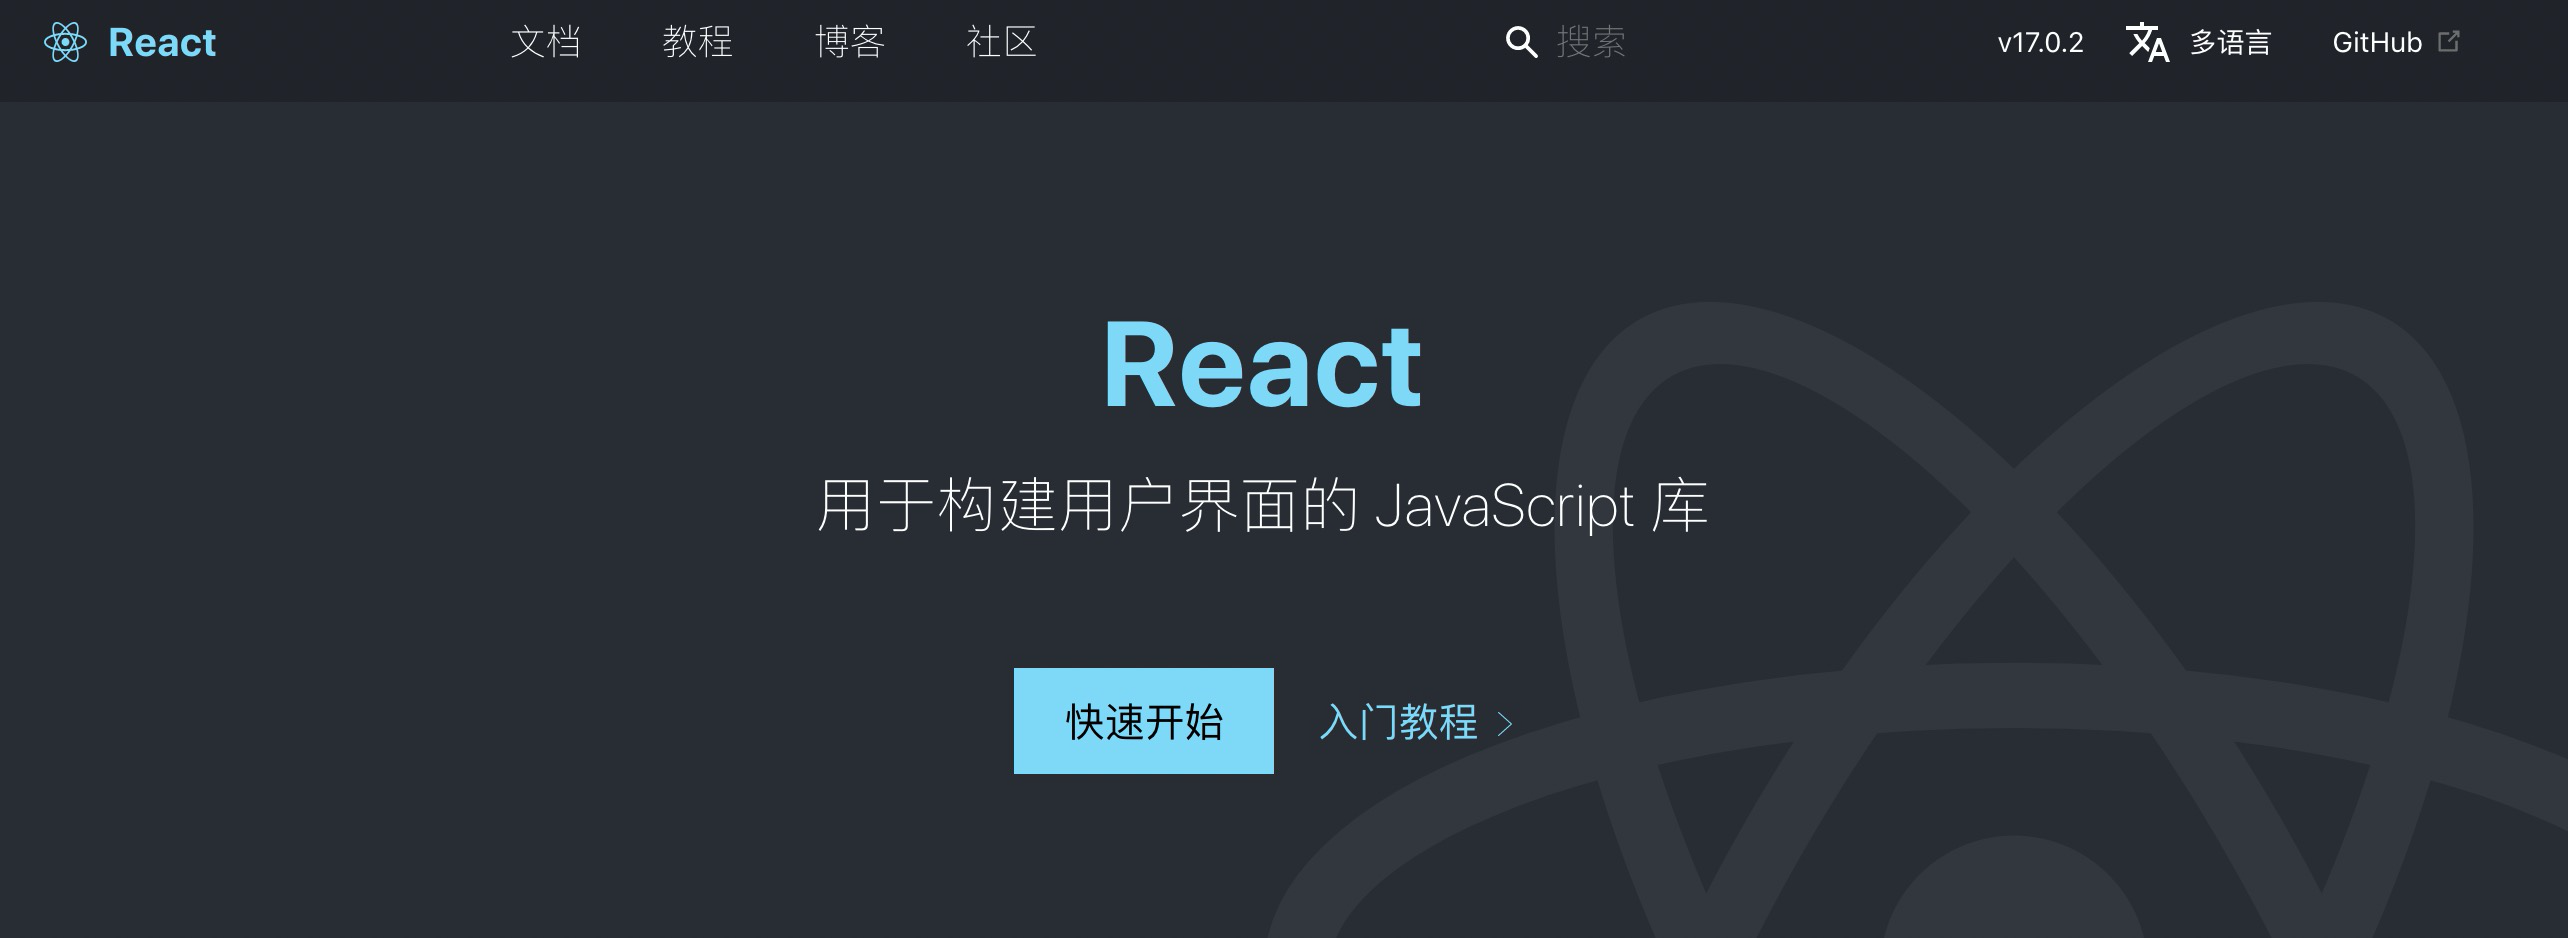 React 文档 教程 博客 社区 搜索 v17.0.2 多语言 GitHub
React
用于构建用户界面的 JavaScript 库
快速开始 入门教程